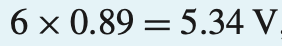 6 × 0.89 = 5.34 V.